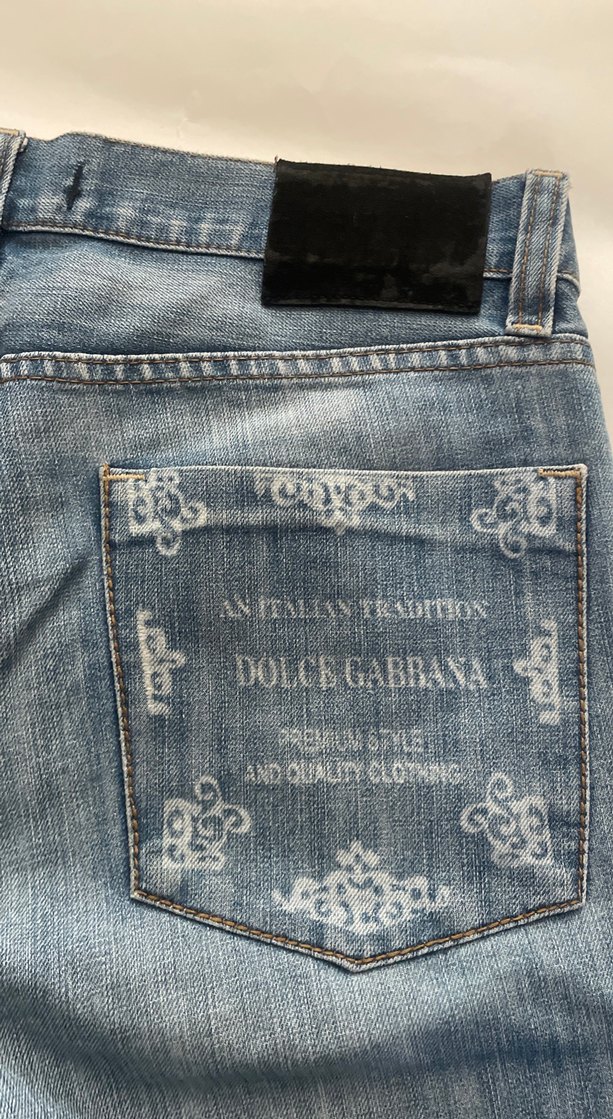 AN ITALIAN TRADITION
DOLCE GABBANA
PREMIUM STYLE
AND QUALITY CLOTHING